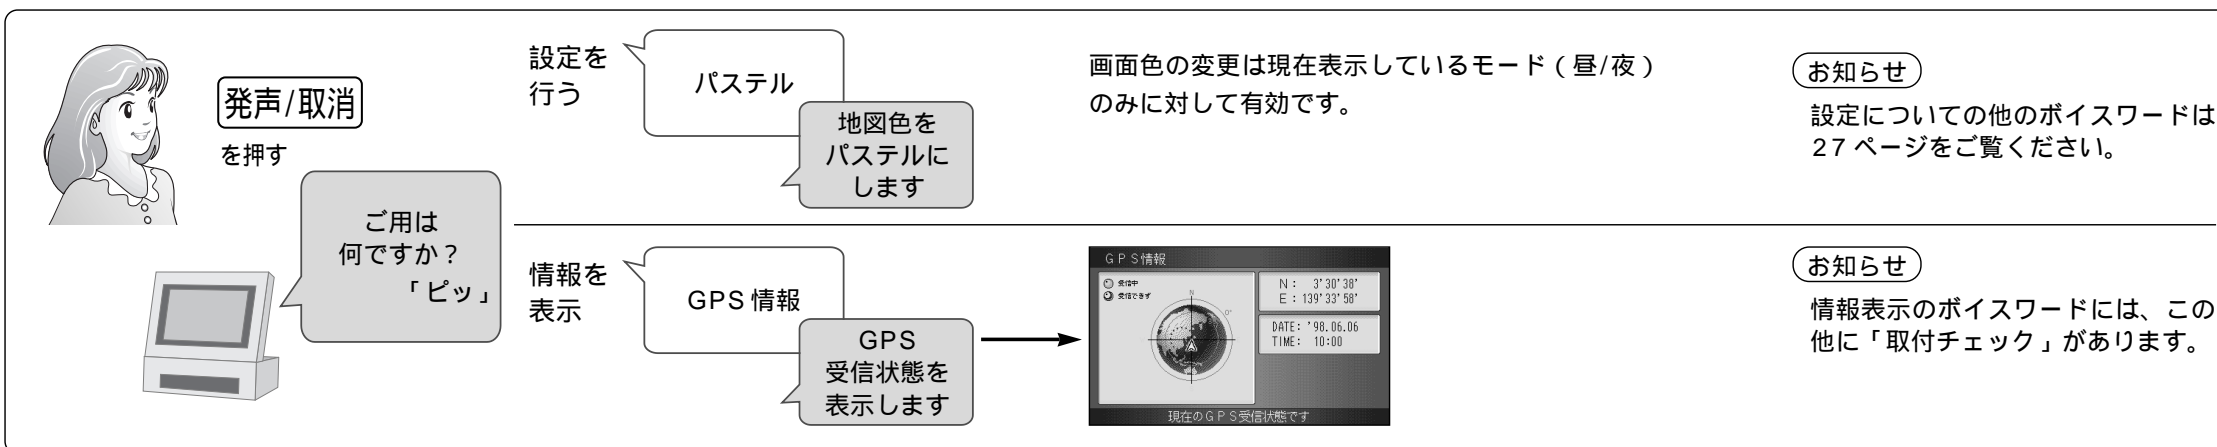 発声/取消
を押す
ご用は
何ですか？
「ピッ」
設定を
行う
パステル
地図色を
パステルに
します
画面色の変更は現在表示しているモード（昼/夜）
のみに対して有効です。
お知らせ
設定についての他のボイスワードは
27ページをご覧ください。
情報を
表示
GPS情報
GPS
受信状態を
表示します
GPS情報
受信中
受信できず
N
0°
N： 3°30'38'
E：139°33'58'
DATE：'98.06.06
TIME： 10:00
現在のGPS受信状態です
お知らせ
情報表示のボイスワードには、この
他に「取付チェック」があります。